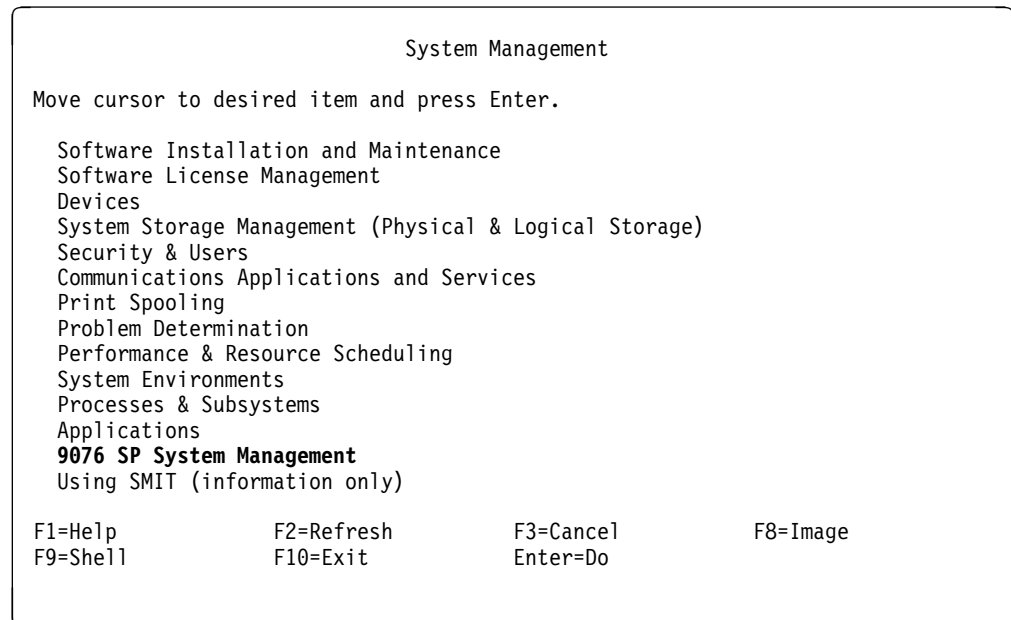 System Management
Move cursor to desired item and press Enter.
Software Installation and Maintenance
Software License Management
Devices
System Storage Management (Physical & Logical Storage)
Security & Users
Communications Applications and Services
Print Spooling
Problem Determination
Performance & Resource Scheduling
System Environments
Processes & Subsystems
Applications
9076 SP System Management
Using SMIT (information only)
F1=Help F2=Refresh F3=Cancel F8=Image
F9=Shell F10=Exit Enter=Do